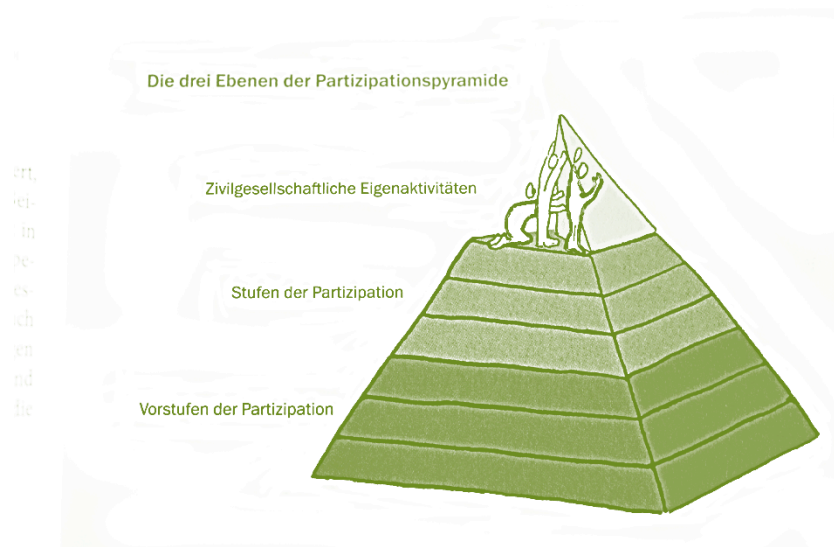 Die drei Ebenen der Partizipationspyramide
Zivilgesellschaftliche Eigenaktivitäten
Stufen der Partizipation
Vorstufen der Partizipation